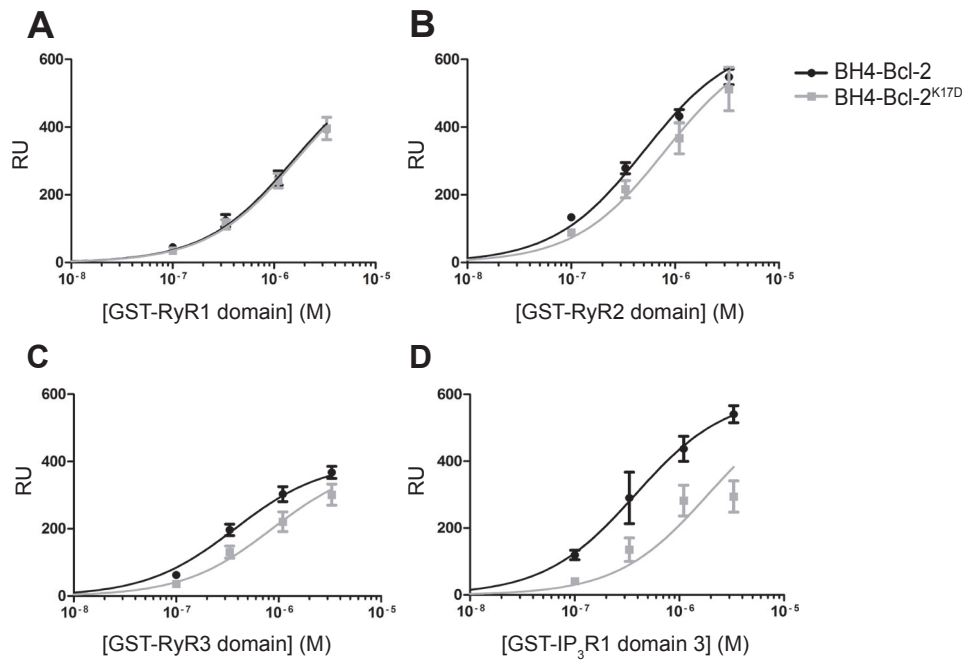 A
B
BH4-Bcl-2
BH4-Bcl-2ᴷ¹⁷ᴰ
600
400
200
0
RU
10⁻⁸
10⁻⁷
10⁻⁶
10⁻⁵
[GST-RyR1 domain] (M)
600
400
200
0
RU
10⁻⁸
10⁻⁷
10⁻⁶
10⁻⁵
[GST-RyR2 domain] (M)
C
D
600
400
200
0
RU
10⁻⁸
10⁻⁷
10⁻⁶
10⁻⁵
[GST-RyR3 domain] (M)
600
400
200
0
RU
10⁻⁸
10⁻⁷
10⁻⁶
10⁻⁵
[GST-IP₃R1 domain 3] (M)